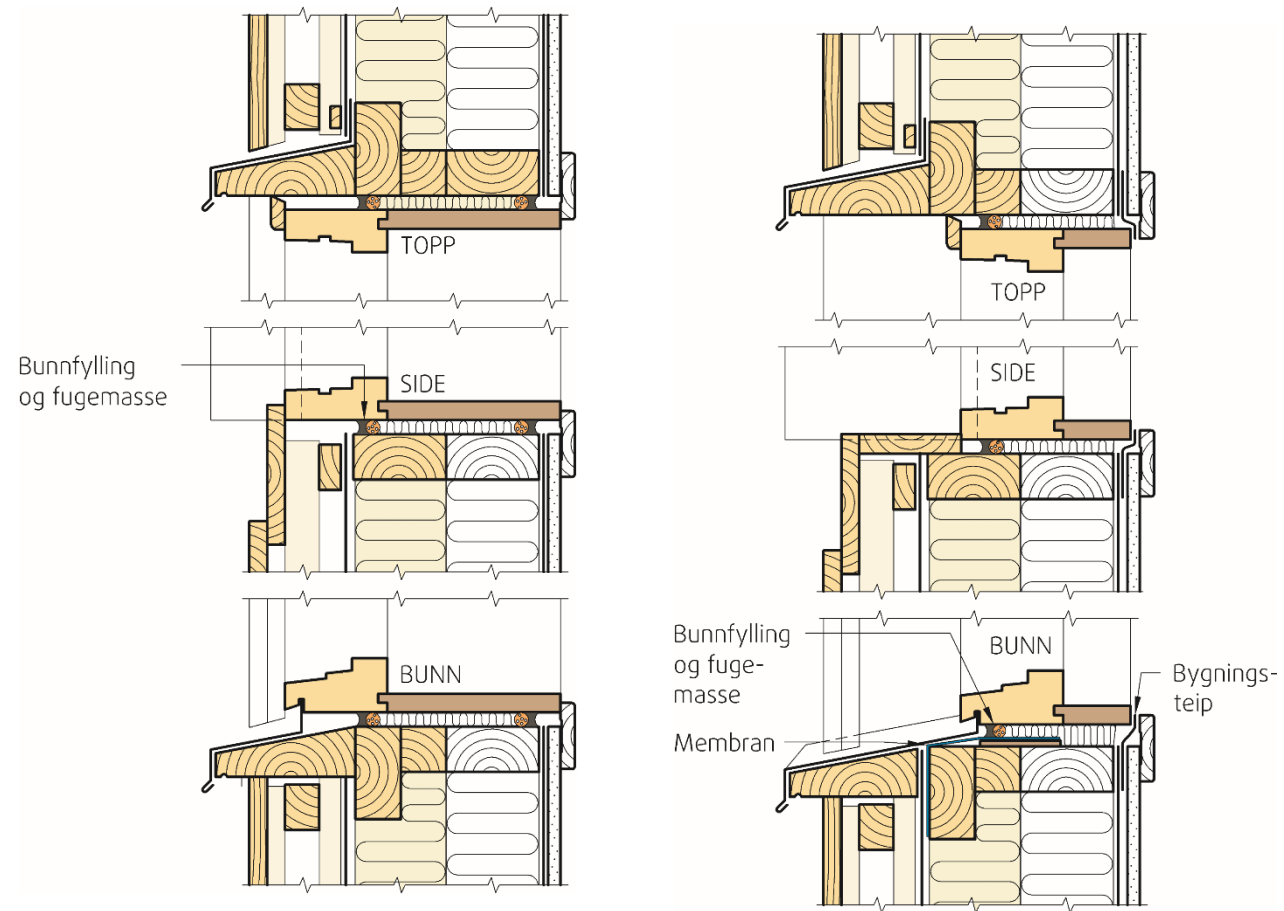 TOPP
Bunnfylling
og fugemasse
SIDE
BUNN
TOPP
SIDE
Bunnfylling
og fuge-
masse
BUNN
Bygnings-
teip
Membran